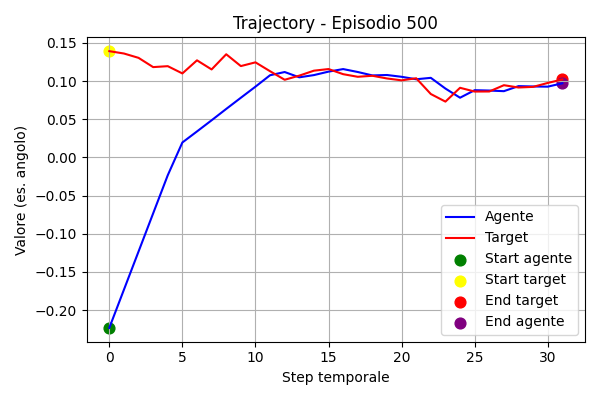 Trajectory - Episodio 500
Valore (es. angolo)
0.15
0.10
0.05
0.00
−0.05
−0.10
−0.15
−0.20
0 5 10 15 20 25 30
Step temporale
Agente
Target
Start agente
Start target
End target
End agente